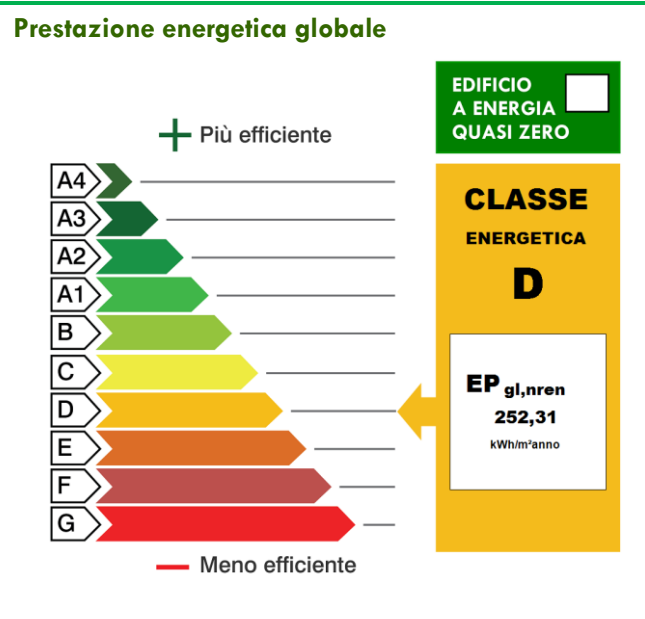 Prestazione energetica globale
EDIFICIO
A ENERGIA
QUASI ZERO
+ Più efficiente
A4
A3
A2
A1
B
C
D
E
F
G
— Meno efficiente
CLASSE
ENERGETICA
D
EP gl,nren
252,31
kWh/m²anno